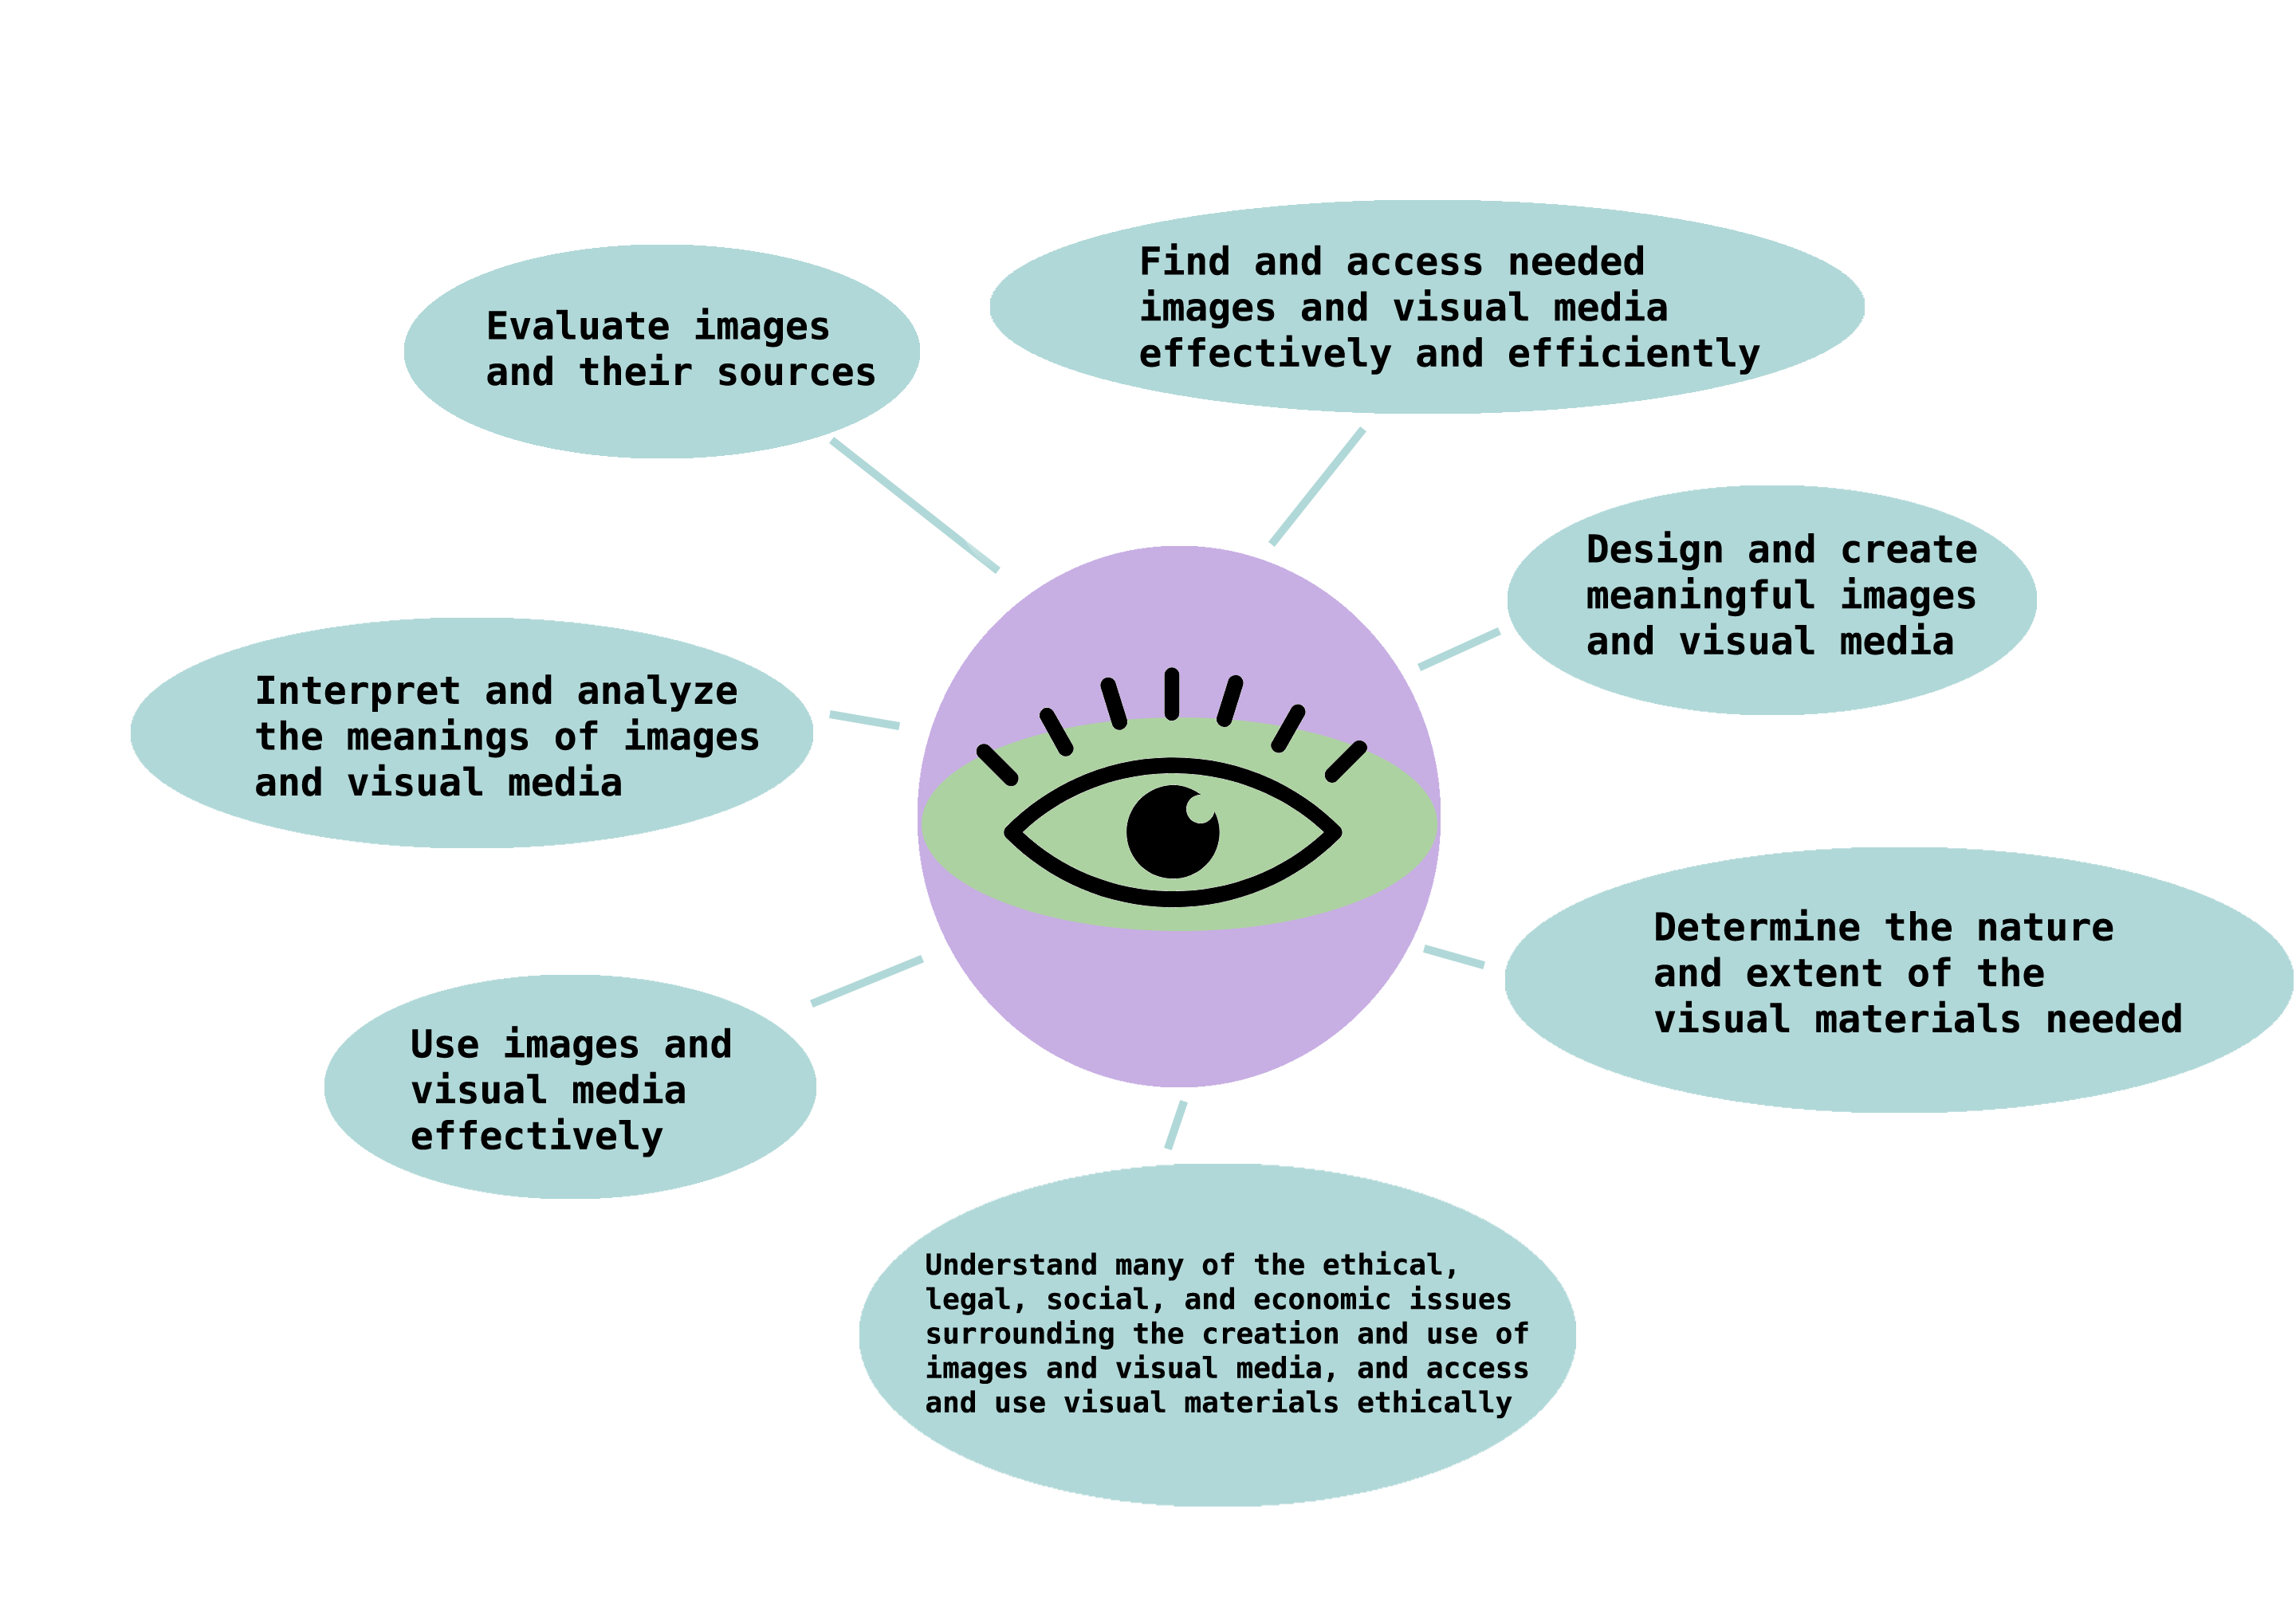 Evaluate images
and their sources
Find and access needed
images and visual media
effectively and efficiently
Design and create
meaningful images
and visual media
Interpret and analyze
the meanings of images
and visual media
Determine the nature
and extent of the
visual materials needed
Use images and
visual media
effectively
Understand many of the ethical,
legal, social, and economic issues
surrounding the creation and use of
images and visual media, and access
and use visual materials ethically